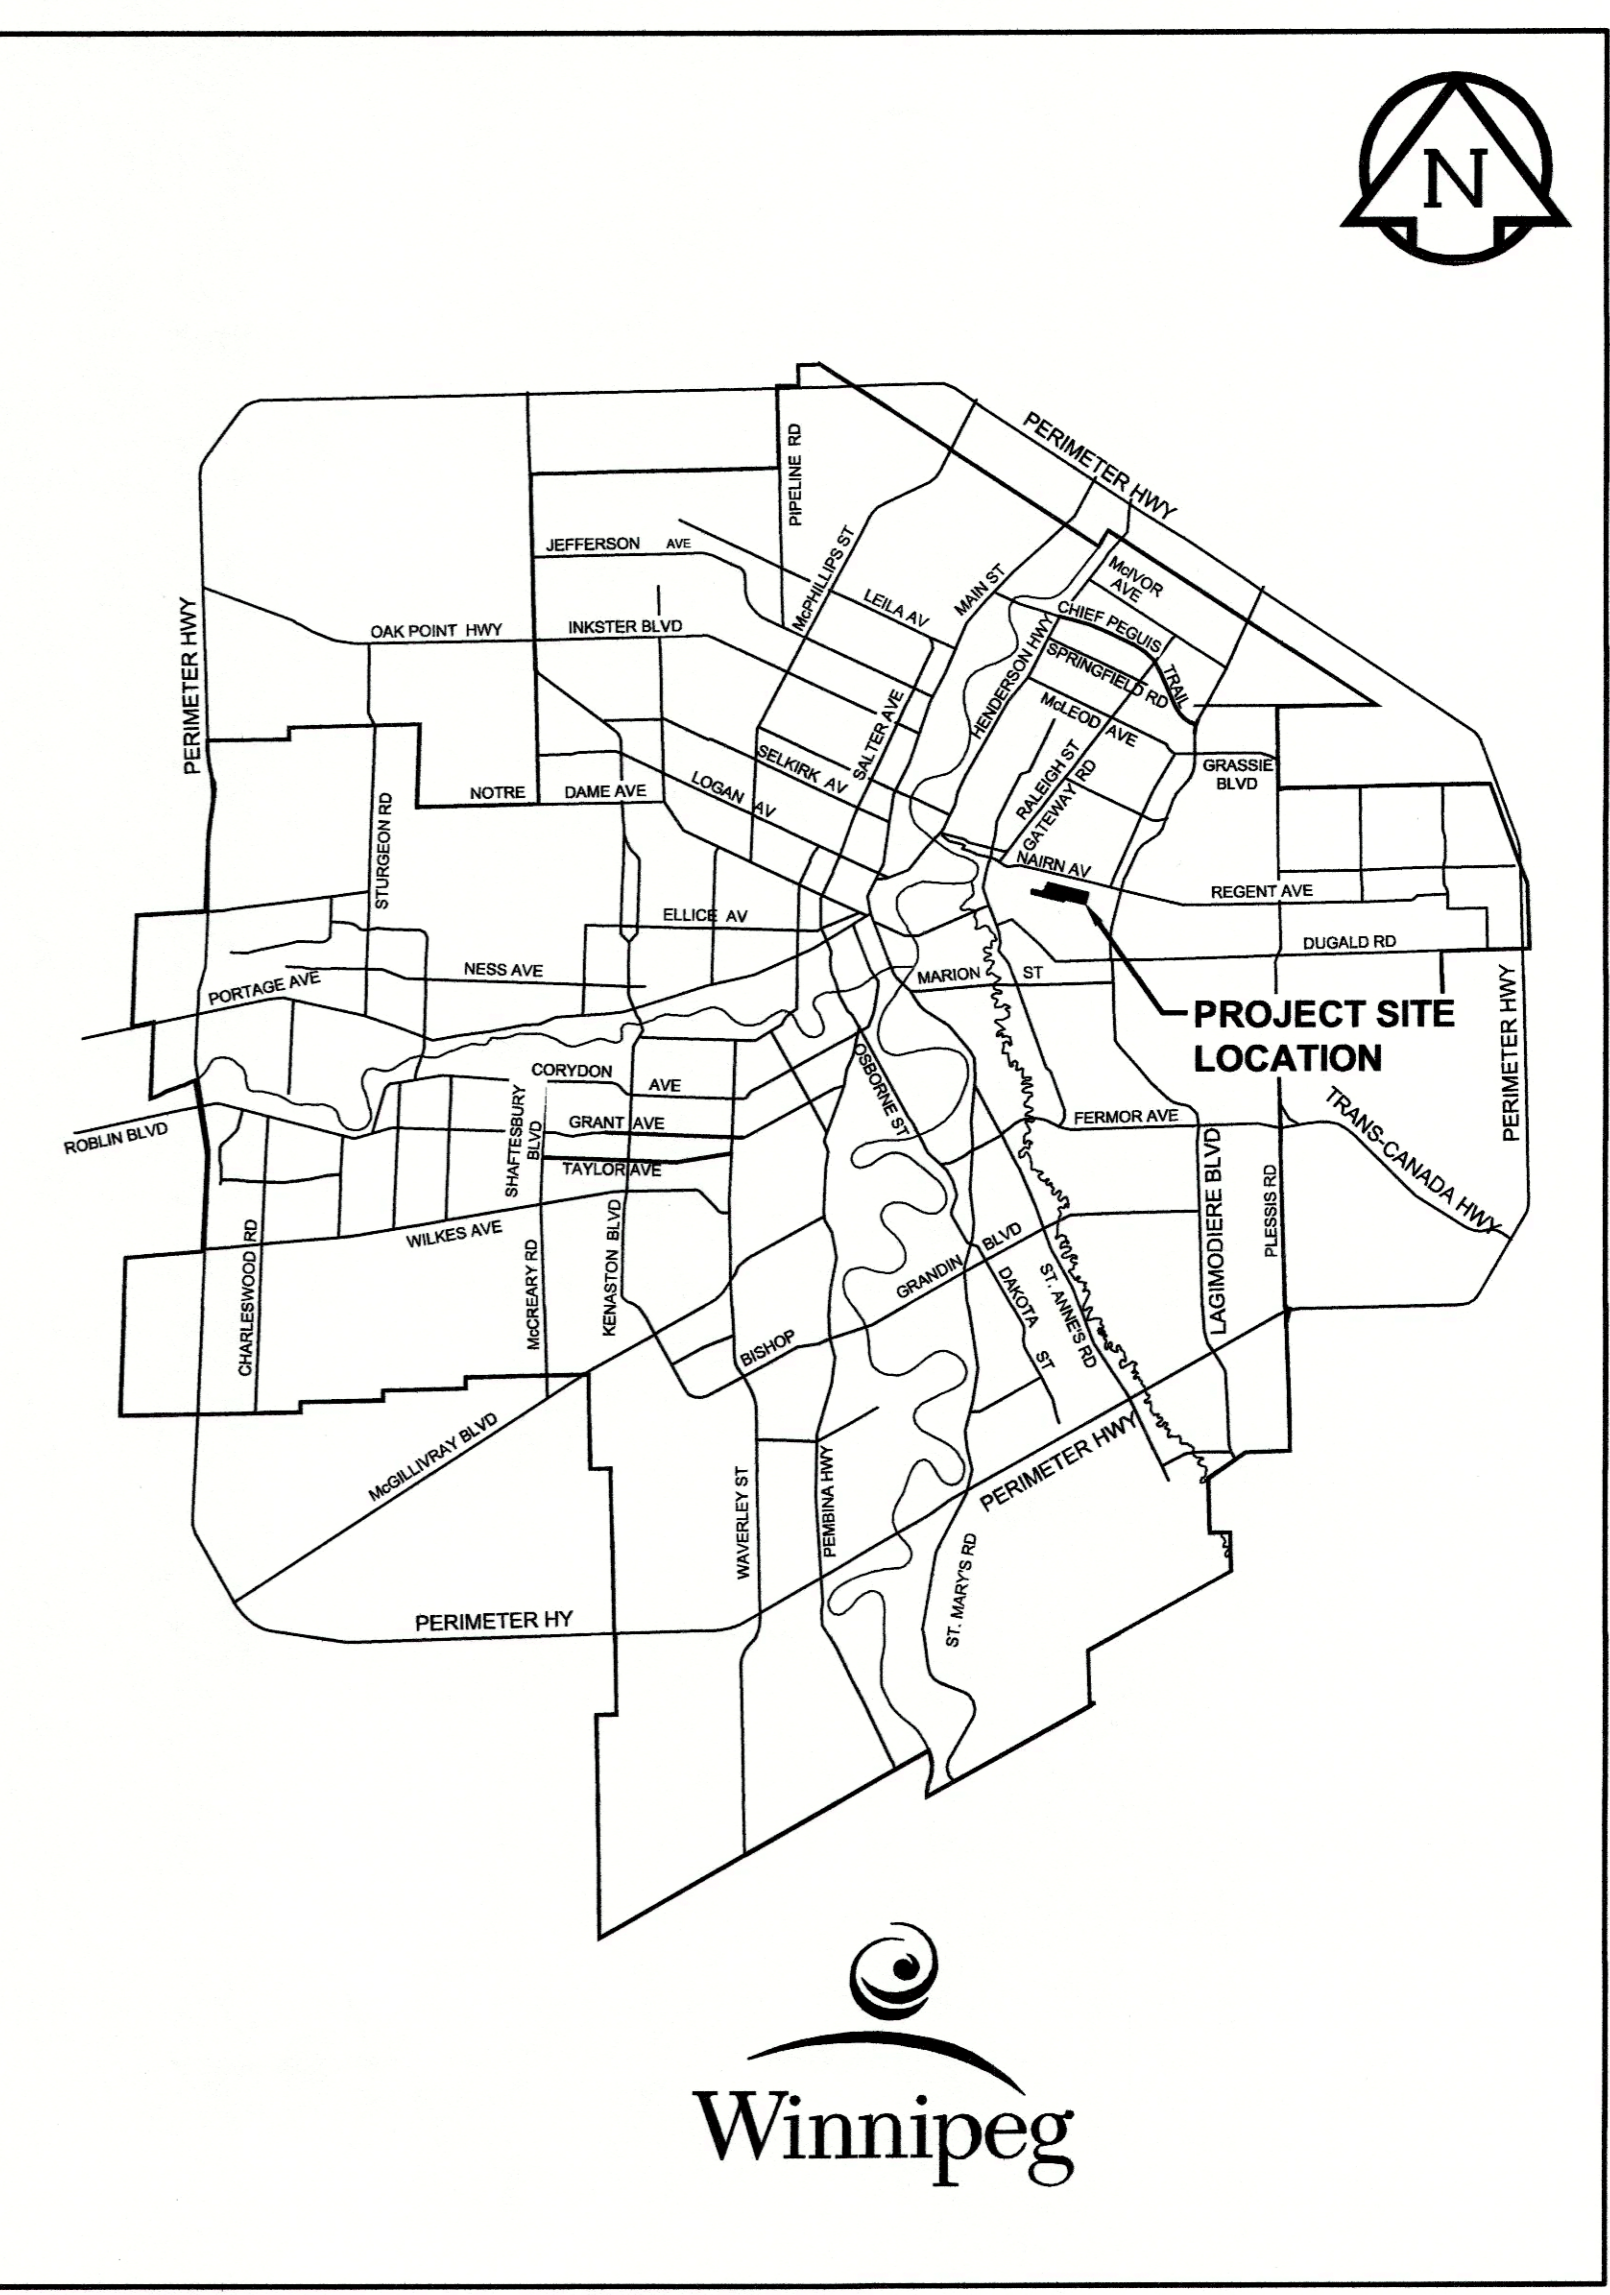 N
PERIMETER HWY
PIPELINE RD
McPHILLIPS ST
JEFFERSON AVE
LEILA AV
MAIN ST
McIVOR
AVE
CHIEF PEGUIS
TRAIL
OAK POINT HWY
INKSTER BLVD
PERIMETER HWY
HENDERSON HWY
SPRINGFIELD RD
McLEOD AVE
SALTER AVE
SELKIRK AV
RALEIGH ST
GATEWAY RD
GRASSIE
BLVD
LOGAN AV
NOTRE DAME AVE
STURGEON RD
NAIRN AV
REGENT AVE
ELLICE AV
DUGALD RD
NESS AVE
MARION ST
PORTAGE AVE
PROJECT SITE
LOCATION
PERIMETER HWY
CORYDON AVE
OSBORNE ST
GRANT AVE
FERMOR AVE
TRANS-CANADA HWY
ROBLIN BLVD
SHAFTESBURY
BLVD
TAYLOR AVE
LAGIMODIERE BLVD
PLESSIS RD
WILKES AVE
CHARLESWOOD RD
McCREARY RD
KENASTON BLVD
GRANDIN BLVD
DAKOTA ST
ST. ANNE'S RD
BISHOP
McGILLIVRAY BLVD
WAVERLEY ST
PEMBINA HWY
PERIMETER HWY
ST. MARY'S RD
PERIMETER HY
Winnipeg